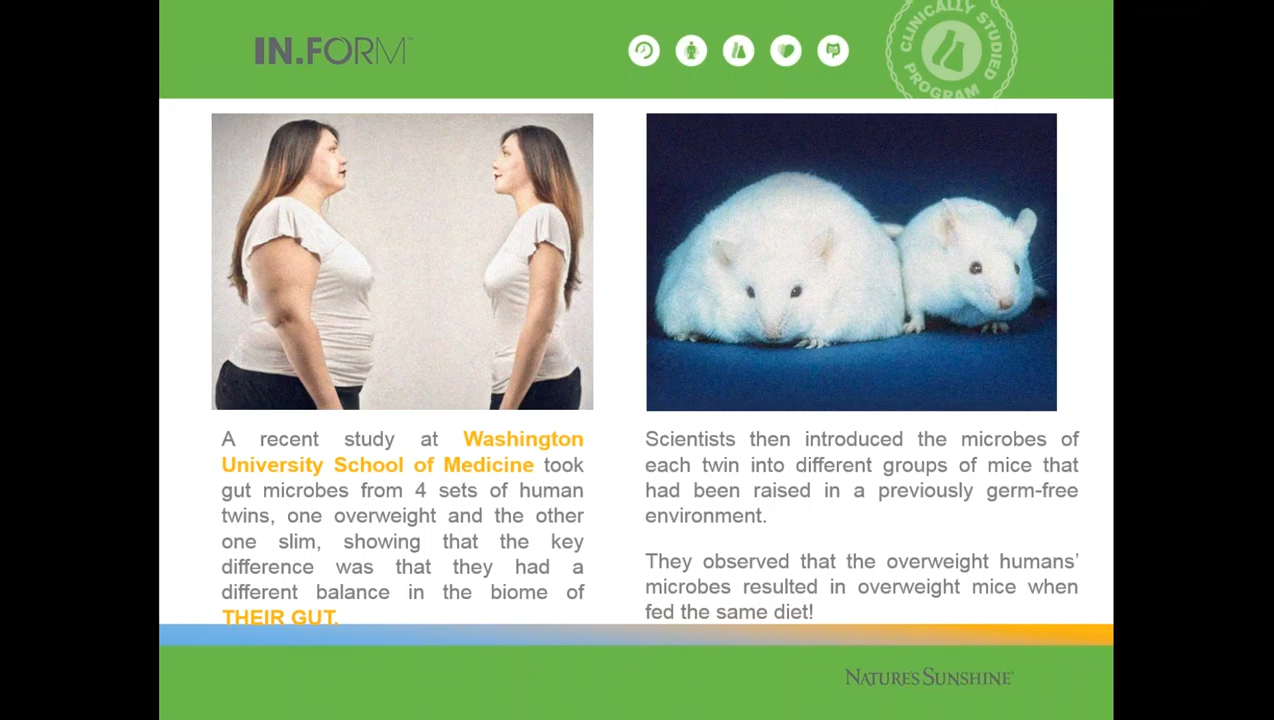 IN.FORM™
CLINICALLY STUDIED
PROGRAM
A recent study at Washington
University School of Medicine took
gut microbes from 4 sets of human
twins, one overweight and the other
one slim, showing that the key
difference was that they had a
different balance in the biome of
THEIR GUT.
Scientists then introduced the microbes of
each twin into different groups of mice that
had been raised in a previously germ-free
environment.
They observed that the overweight humans’
microbes resulted in overweight mice when
fed the same diet!
NATURE'S SUNSHINE®